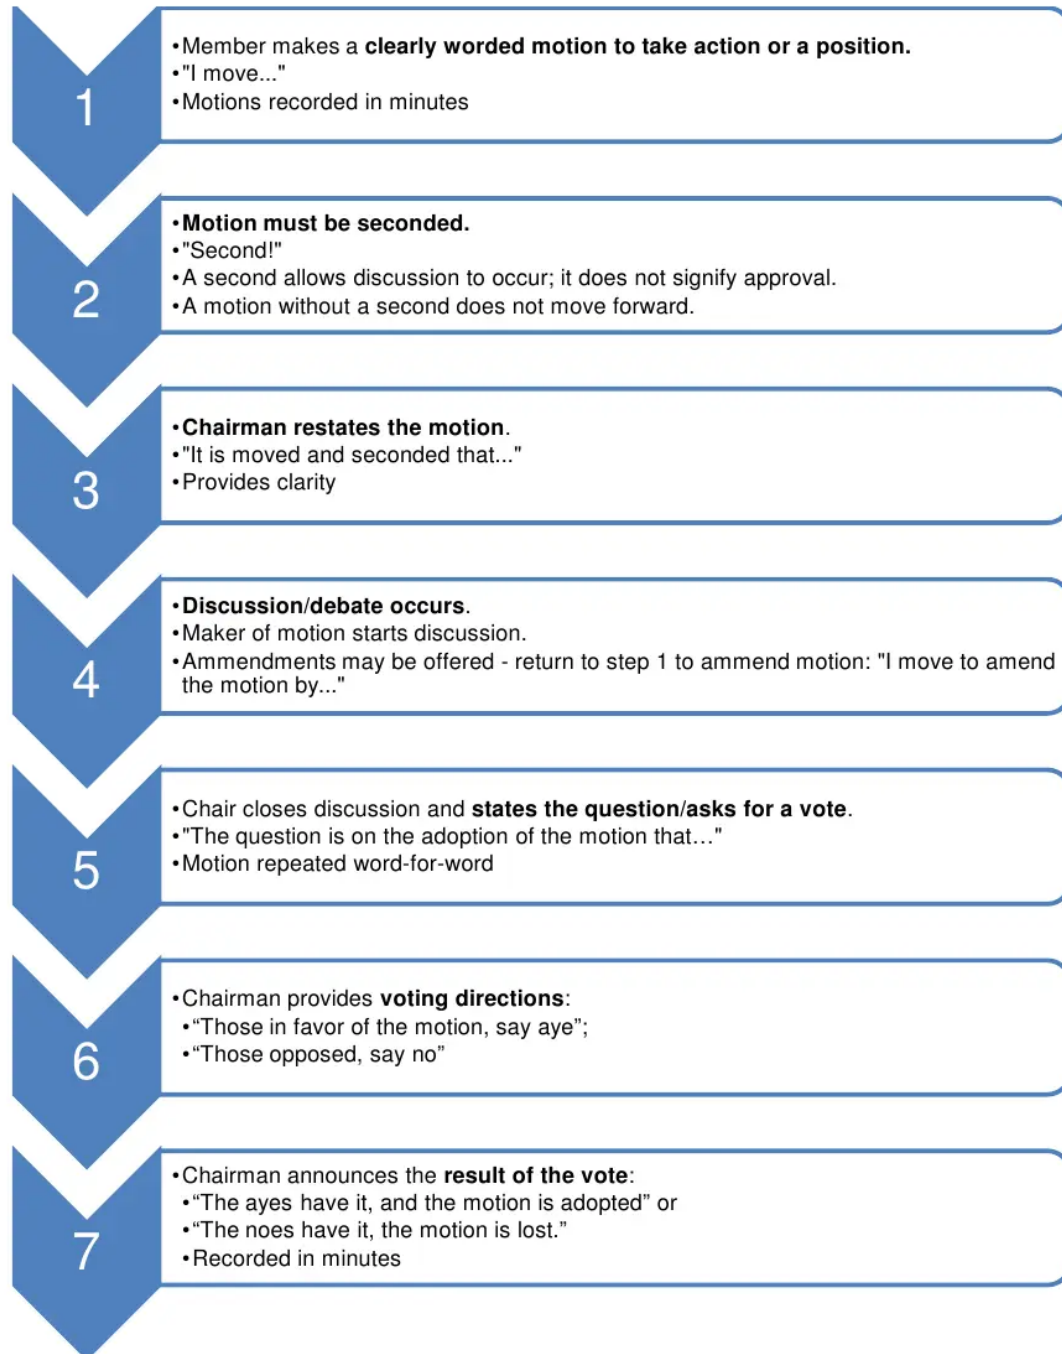 1
•Member makes a clearly worded motion to take action or a position.
•"I move..."
•Motions recorded in minutes
2
•Motion must be seconded.
•"Second!"
•A second allows discussion to occur; it does not signify approval.
•A motion without a second does not move forward.
3
•Chairman restates the motion.
•"It is moved and seconded that..."
•Provides clarity
4
•Discussion/debate occurs.
•Maker of motion starts discussion.
•Ammendments may be offered - return to step 1 to ammend motion: "I move to amend
the motion by..."
5
•Chair closes discussion and states the question/asks for a vote.
•"The question is on the adoption of the motion that…"
•Motion repeated word-for-word
6
•Chairman provides voting directions:
•“Those in favor of the motion, say aye”;
•“Those opposed, say no”
7
•Chairman announces the result of the vote:
•“The ayes have it, and the motion is adopted” or
•“The noes have it, the motion is lost.”
•Recorded in minutes